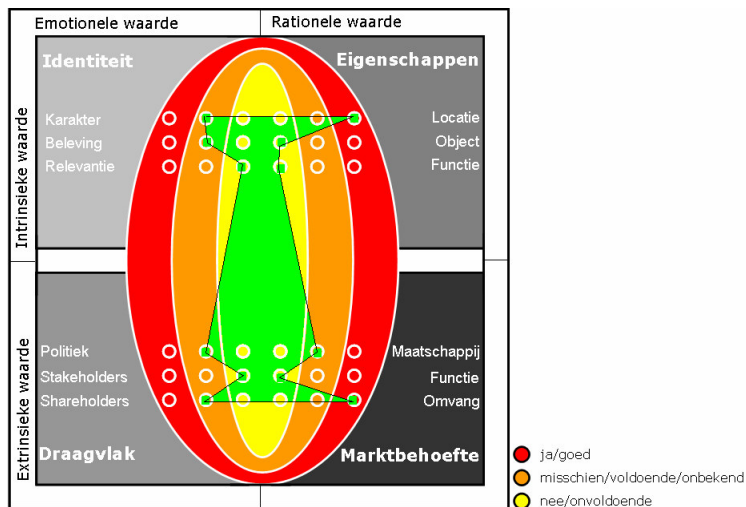 Emotionele waarde
Rationele waarde
Intrinsieke waarde
Identiteit
Eigenschappen
Karakter
Locatie
Beleving
Object
Relevantie
Functie
Extrinsieke waarde
Politiek
Maatschappij
Stakeholders
Functie
Shareholders
Omvang
Draagvlak
Marktbehoefte
ja/goed
misschien/voldoende/onbekend
nee/onvoldoende